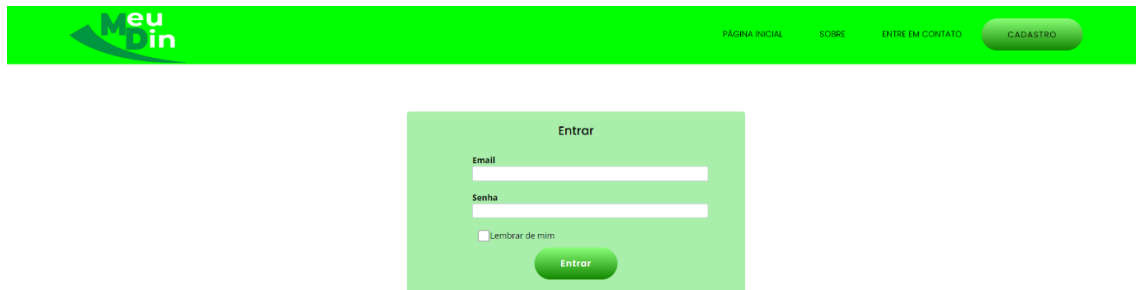 Meu
Din
PÁGINA INICIAL SOBRE ENTRE EM CONTATO CADASTRO
Entrar
Email
Senha
Lembrar de mim
Entrar